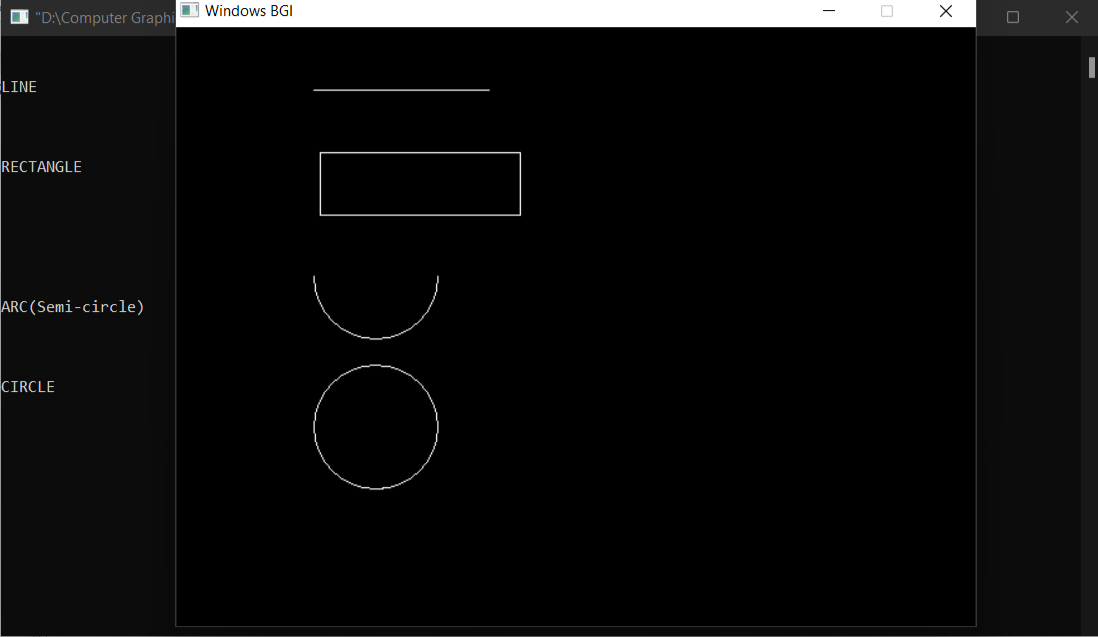 "D:\Computer Graphi
Windows BGI
LINE
RECTANGLE
ARC(Semi-circle)
CIRCLE